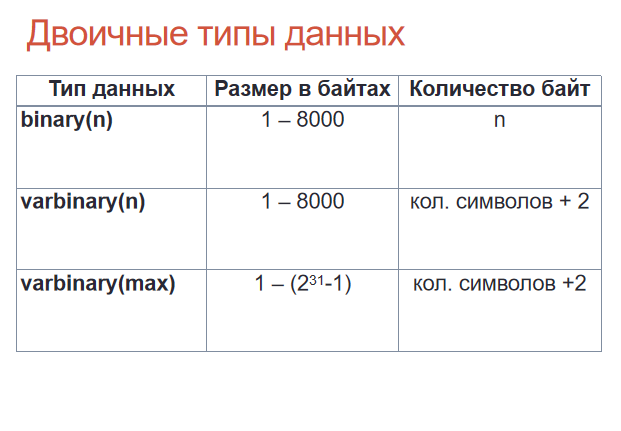 Двоичные типы данных
Тип данных Размер в байтах Количество байт
binary(n) 1 – 8000 n
varbinary(n) 1 – 8000 кол. символов + 2
varbinary(max) 1 – (2³¹-1) кол. символов +2